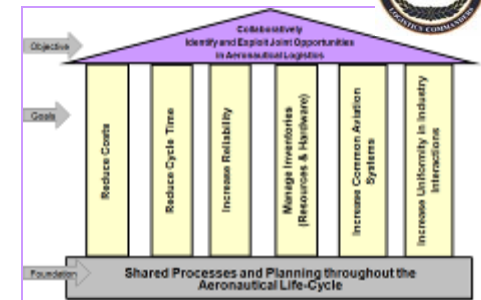 LOGISTICS COMMANDERS
Collaboratively
Objective
Identify and Exploit Joint Opportunities
in Aeronautical Logistics
Goals
Reduce Costs
Reduce Cycle Time
Increase Reliability
Manage Inventories
(Resources & Hardware)
Increase Common Aviation
Systems
Increase Uniformity in Industry
Interactions
Foundation
Shared Processes and Planning throughout the
Aeronautical Life-Cycle